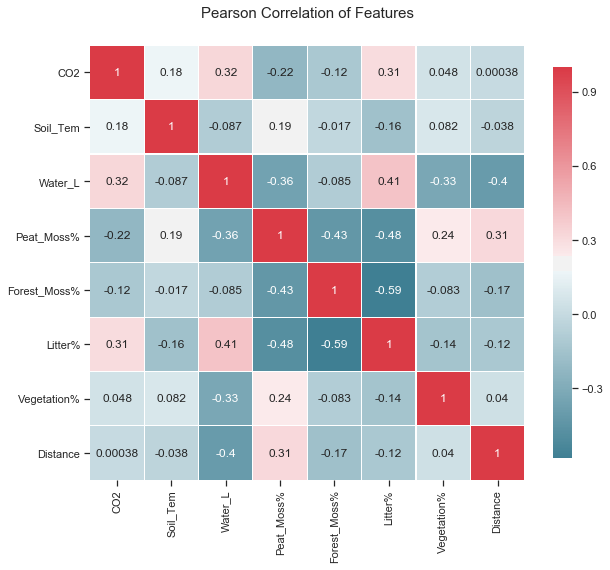 Pearson Correlation of Features
CO2 1 0.18 0.32 -0.22 -0.12 0.31 0.048 0.00038
Soil_Tem 0.18 1 -0.087 0.19 -0.017 -0.16 0.082 -0.038
Water_L 0.32 -0.087 1 -0.36 -0.085 0.41 -0.33 -0.4
Peat_Moss% -0.22 0.19 -0.36 1 -0.43 -0.48 0.24 0.31
Forest_Moss% -0.12 -0.017 -0.085 -0.43 1 -0.59 -0.083 -0.17
Litter% 0.31 -0.16 0.41 -0.48 -0.59 1 -0.14 -0.12
Vegetation% 0.048 0.082 -0.33 0.24 -0.083 -0.14 1 0.04
Distance 0.00038 -0.038 -0.4 0.31 -0.17 -0.12 0.04 1
CO2
Soil_Tem
Water_L
Peat_Moss%
Forest_Moss%
Litter%
Vegetation%
Distance
0.9
0.6
0.3
0.0
−0.3